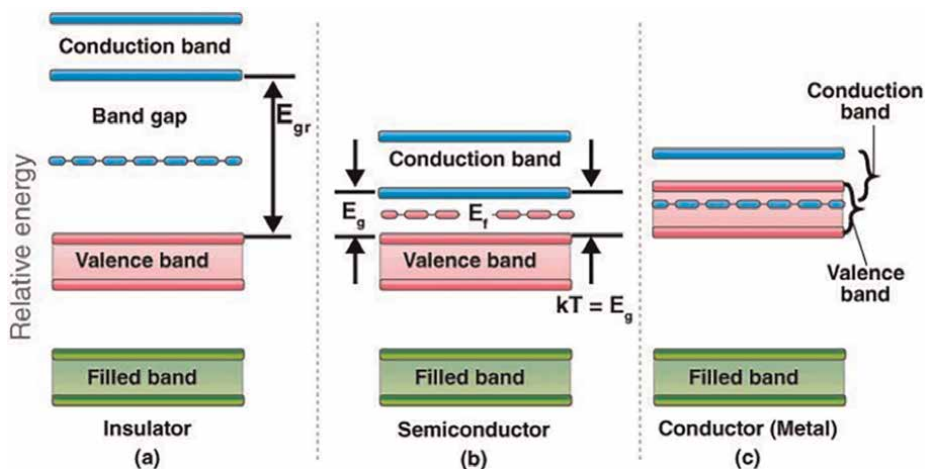 Relative energy
Conduction band
Band gap
E_gr
Valence band
Filled band
Insulator
(a)
Conduction band
E_g
E_f
Valence band
kT = E_g
Filled band
Semiconductor
(b)
Conduction
band
Valence
band
Filled band
Conductor (Metal)
(c)